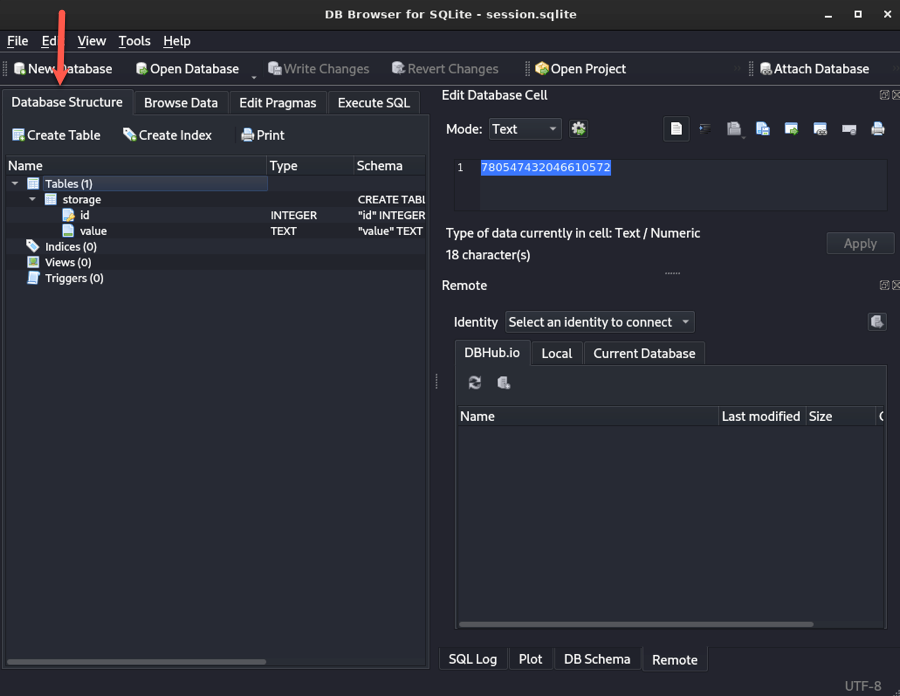 DB Browser for SQLite - session.sqlite
File Edit View Tools Help
New Database Open Database Write Changes Revert Changes Open Project Attach Database
Database Structure Browse Data Edit Pragmas Execute SQL
Create Table Create Index Print
Name Type Schema
Tables (1)
storage CREATE TABL
id INTEGER "id" INTEGER
value TEXT "value" TEXT
Indices (0)
Views (0)
Triggers (0)
Edit Database Cell
Mode: Text
1 780547432046610572
Type of data currently in cell: Text / Numeric
18 character(s)
Apply
Remote
Identity Select an identity to connect
DBHub.io Local Current Database
Name Last modified Size
SQL Log Plot DB Schema Remote
UTF-8